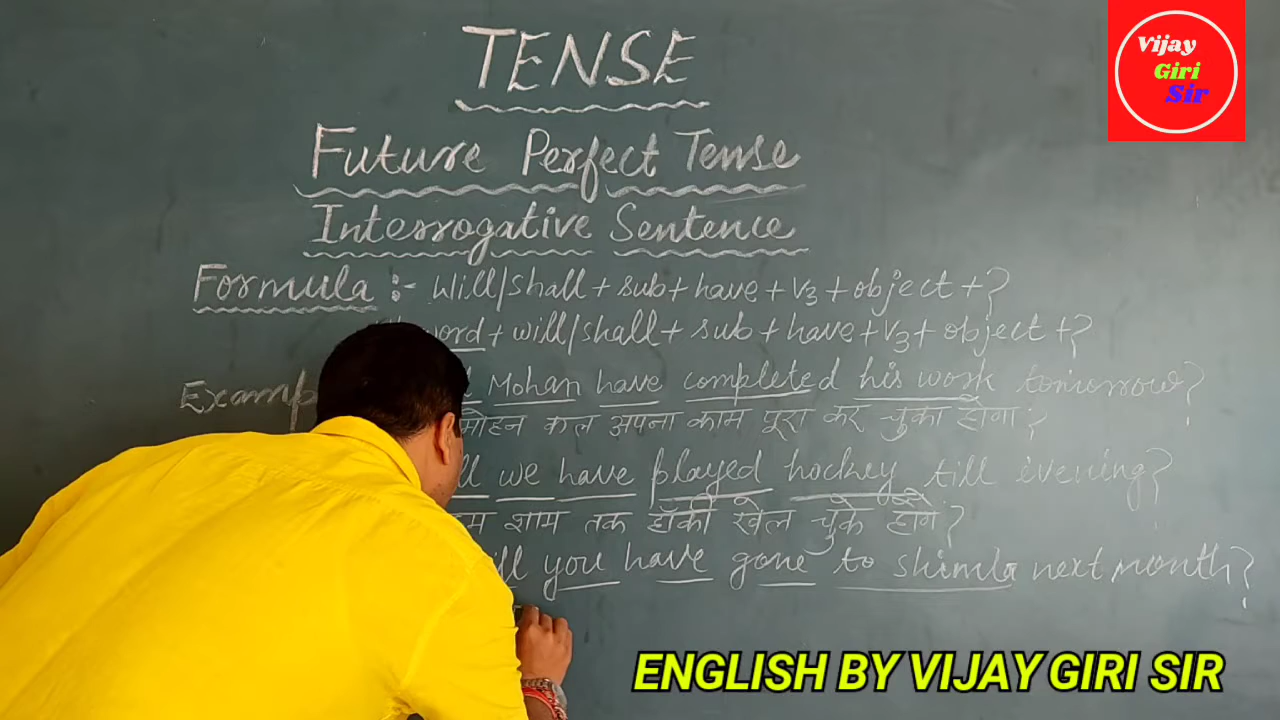 TENSE
Vijay
Giri
Sir
Future Perfect Tense
Interrogative Sentence
Formula :- Will/shall + sub + have + V3 + object + ?
word + will/shall + sub + have + V3 + object + ?
Examp Mohan have completed his work tomorrow?
मोहन कल अपना काम पूरा कर चुका होगा ?
we have played hockey till evening?
शाम तक हॉकी खेल चुके होंगे ?
you have gone to shimla next month?
ENGLISH BY VIJAY GIRI SIR